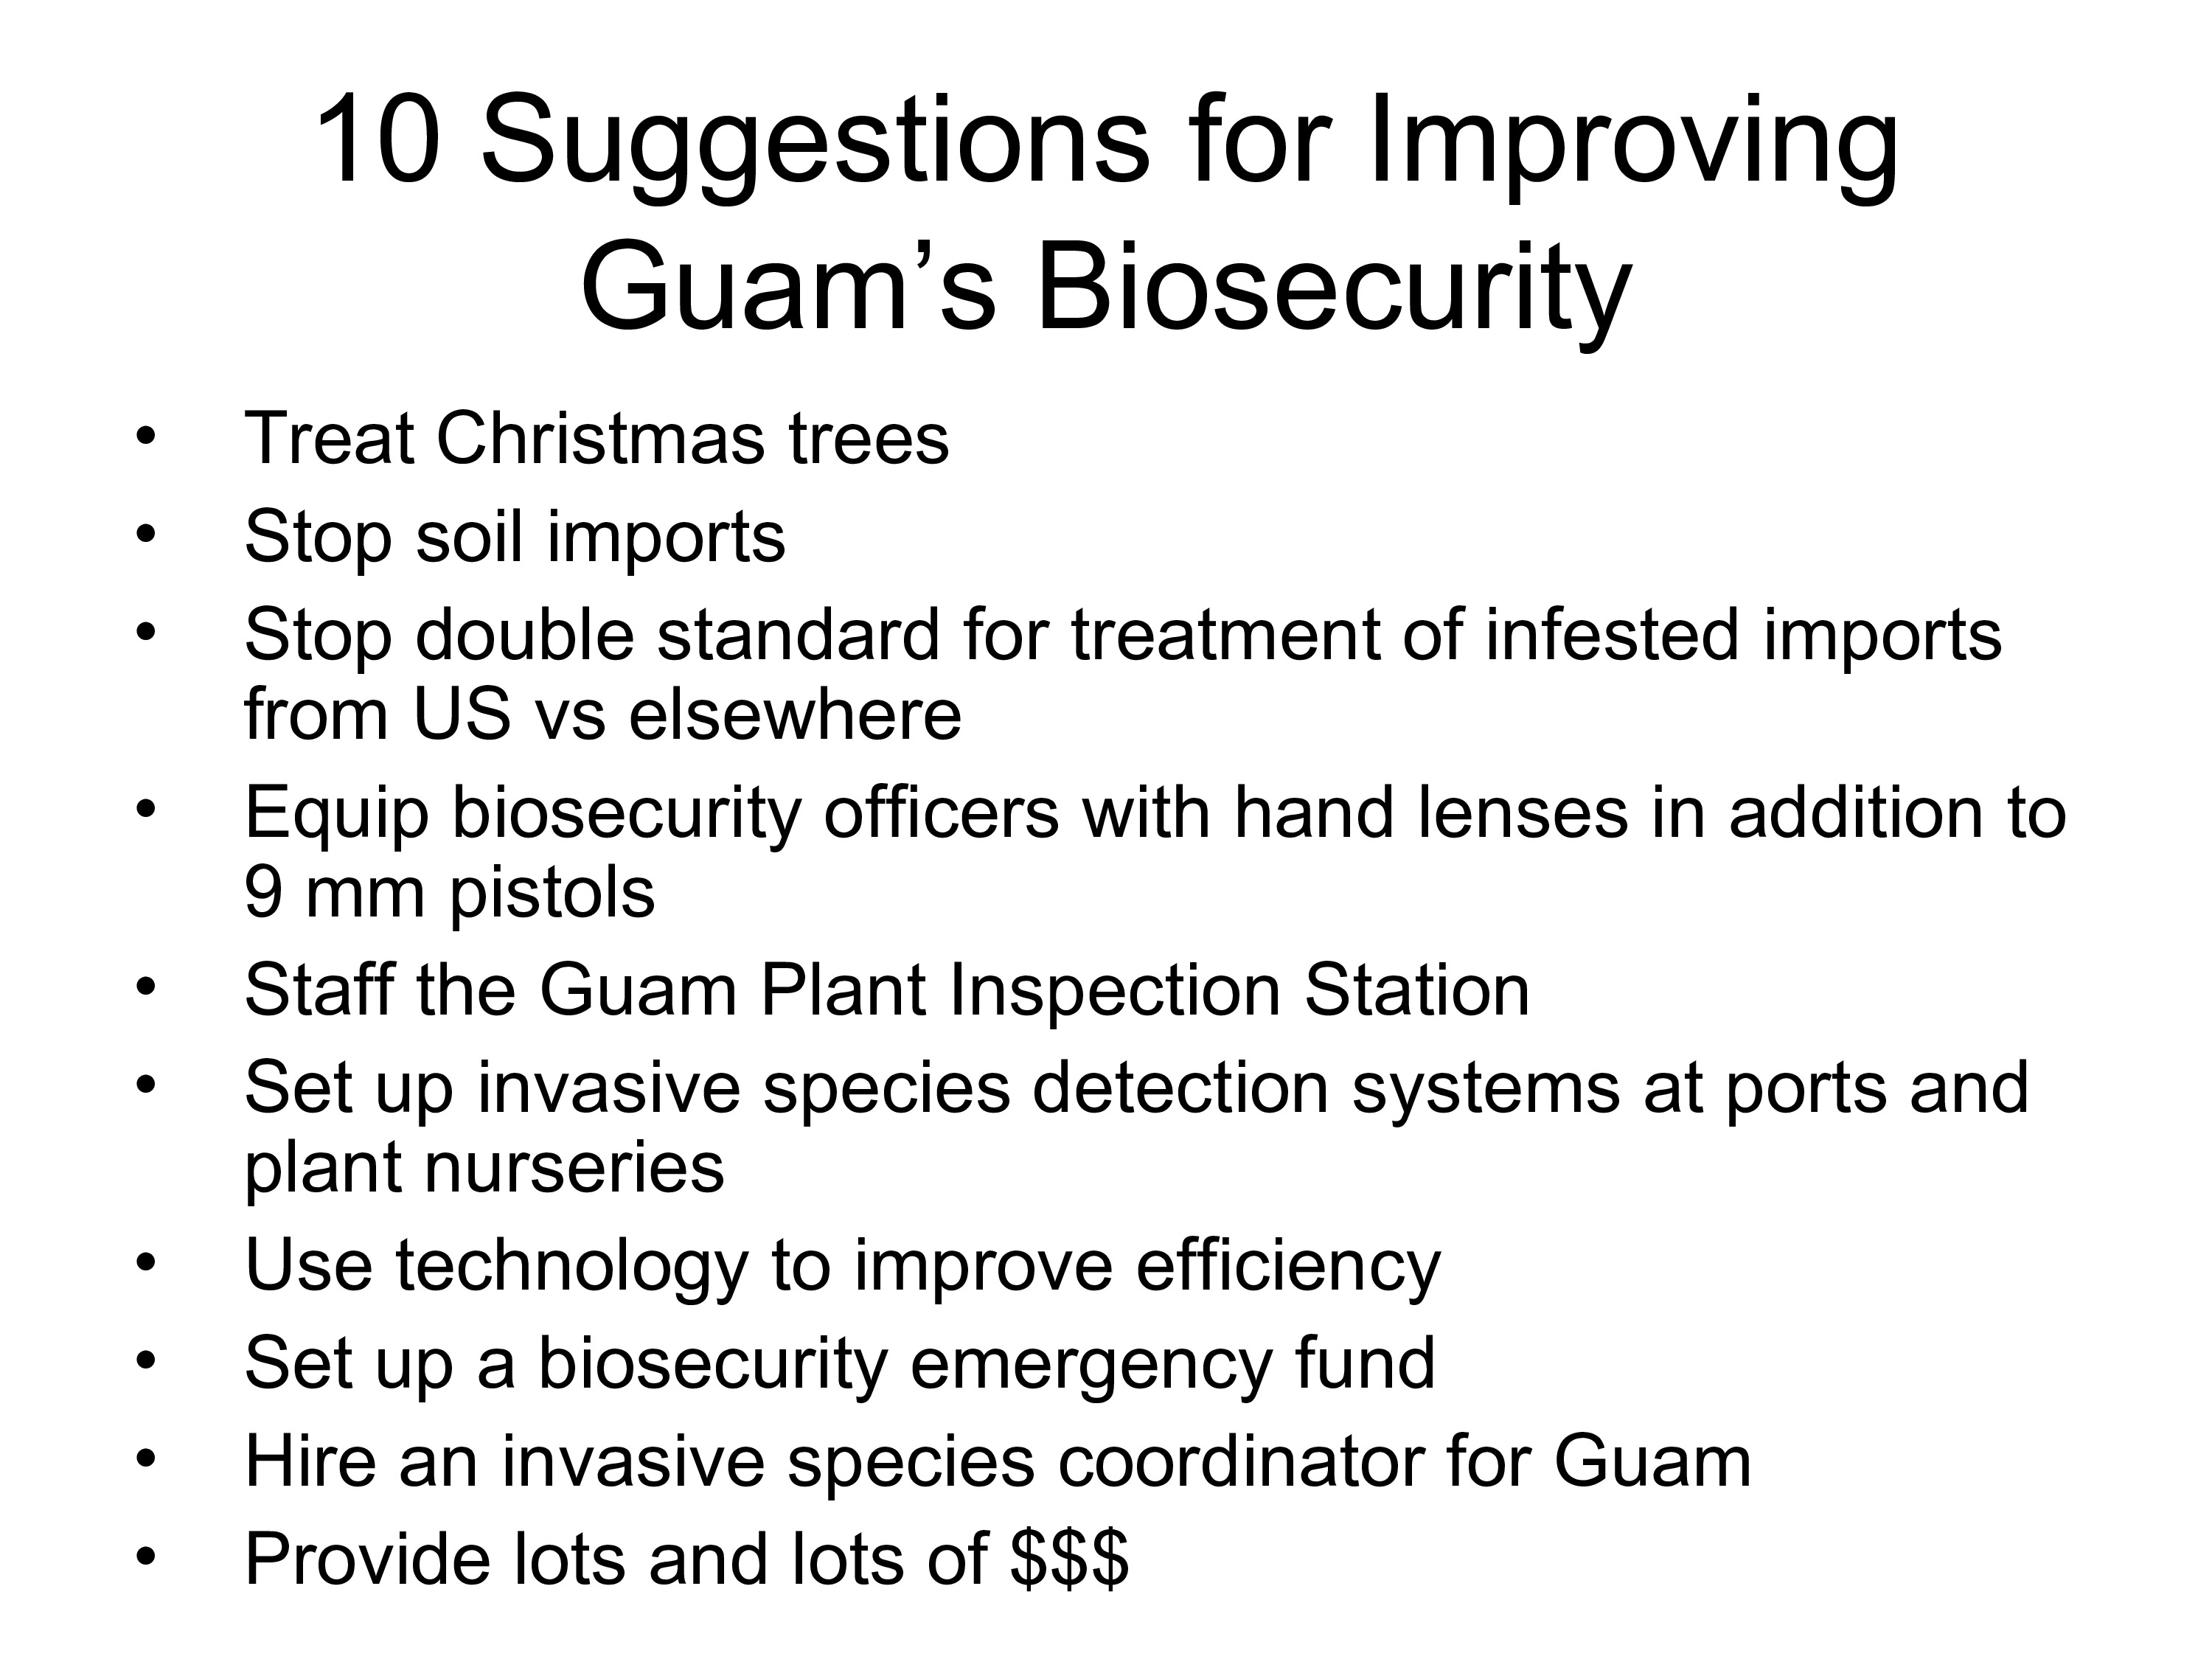 10 Suggestions for Improving
Guam’s Biosecurity
• Treat Christmas trees
• Stop soil imports
• Stop double standard for treatment of infested imports
from US vs elsewhere
• Equip biosecurity officers with hand lenses in addition to
9 mm pistols
• Staff the Guam Plant Inspection Station
• Set up invasive species detection systems at ports and
plant nurseries
• Use technology to improve efficiency
• Set up a biosecurity emergency fund
• Hire an invasive species coordinator for Guam
• Provide lots and lots of $$$